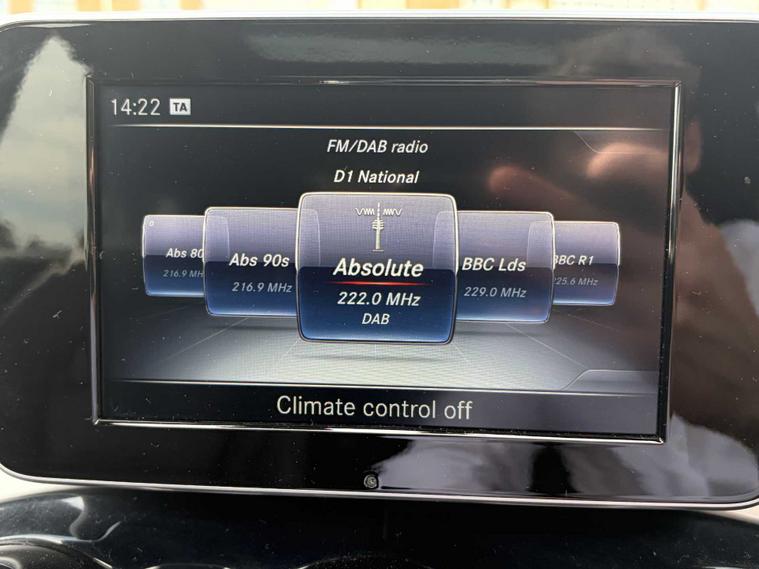 14:22 TA
FM/DAB radio
D1 National
Abs 80
216.9 MH
Abs 90s
216.9 MHz
Absolute
222.0 MHz
DAB
BBC Lds
229.0 MHz
BBC R1
225.6 MHz
Climate control off